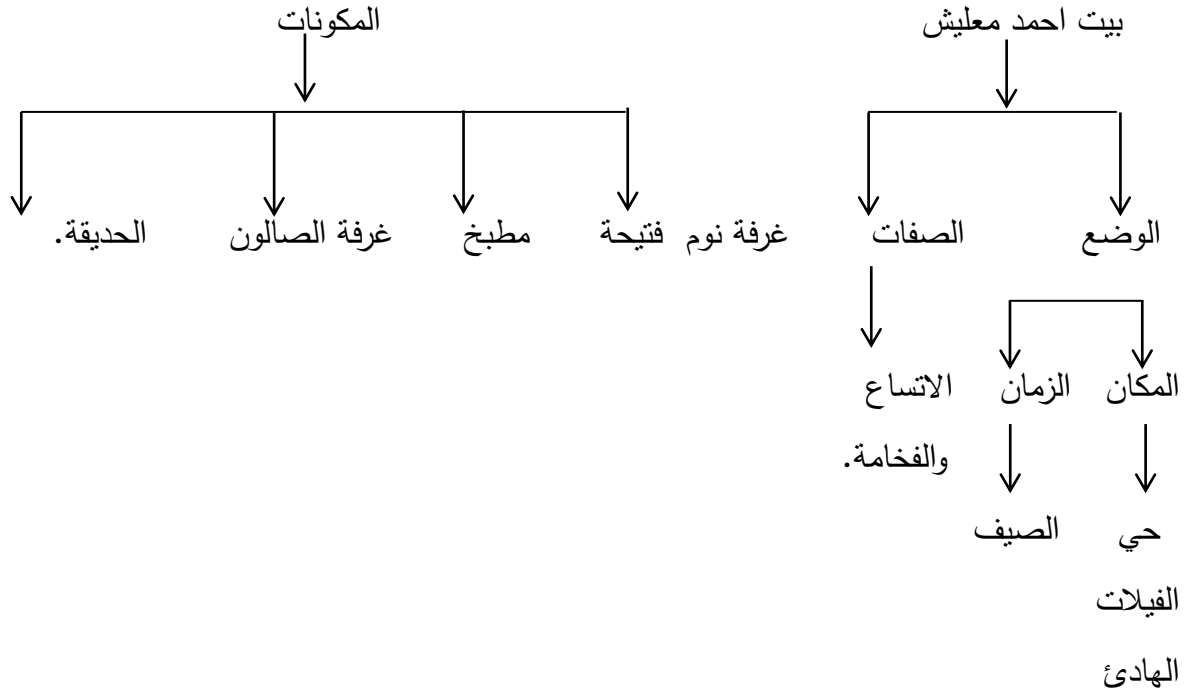 بيت احمد معليش المكونات
الوضع الصفات غرفة نوم فتيحة مطبخ غرفة الصالون الحديقة.
المكان الزمان الاتساع
والفخامة.
حي الصيف
الفيلات
الهادئ